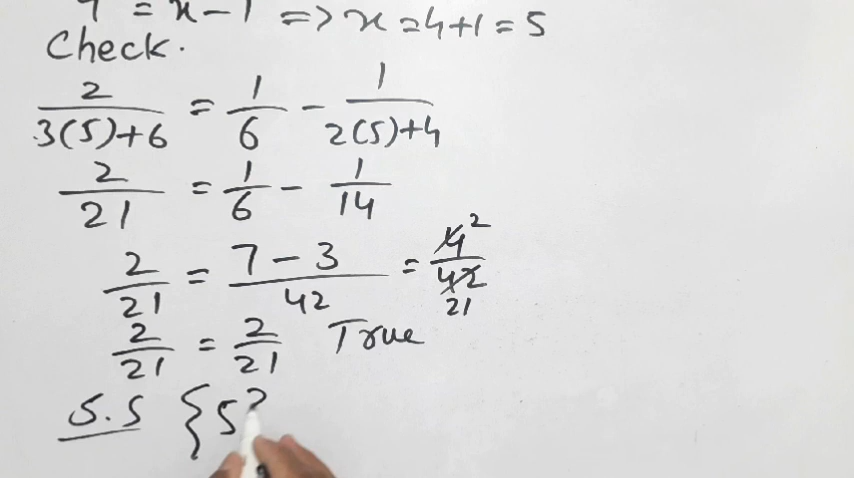 4 = x - 1 => x = 4+1 = 5
Check.
2/(3(5)+6) = 1/6 - 1/(2(5)+4)
2/21 = 1/6 - 1/14
2/21 = (7-3)/42 = 4/42 2 21
2/21 = 2/21 True
S.S {5}